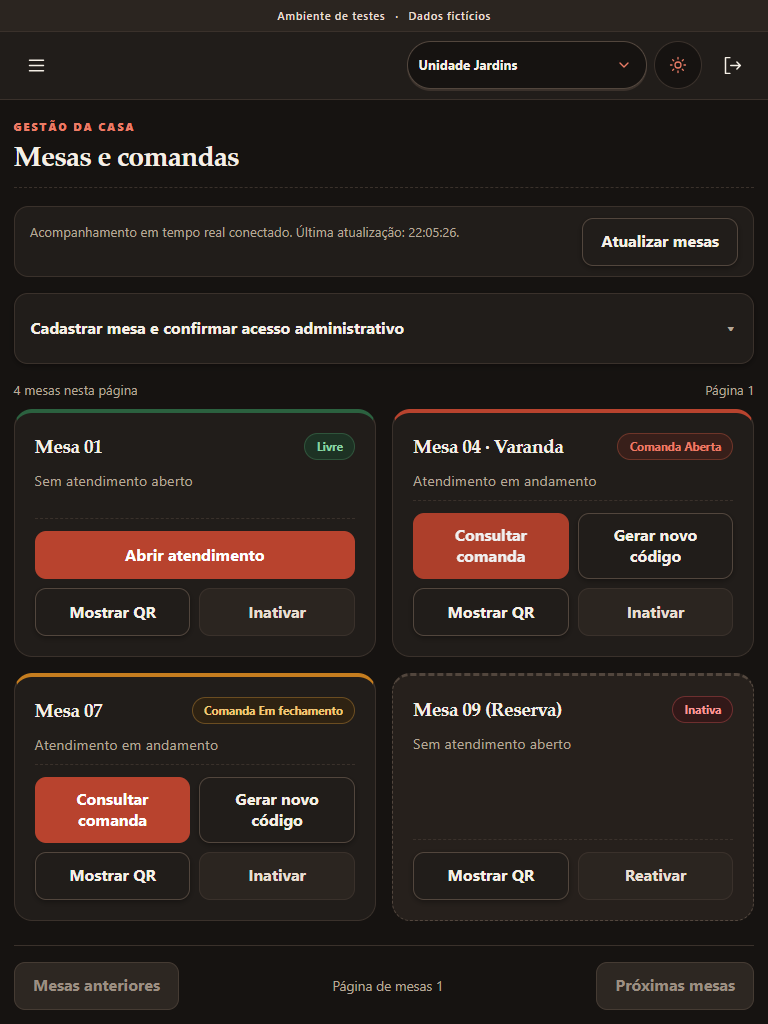 Ambiente de testes · Dados fictícios
Unidade Jardins
GESTÃO DA CASA
Mesas e comandas
Acompanhamento em tempo real conectado. Última atualização: 22:05:26.
Atualizar mesas
Cadastrar mesa e confirmar acesso administrativo
4 mesas nesta página
Página 1
Mesa 01
Livre
Sem atendimento aberto
Abrir atendimento
Mostrar QR
Inativar
Mesa 04 · Varanda
Comanda Aberta
Atendimento em andamento
Consultar
comanda
Gerar novo
código
Mostrar QR
Inativar
Mesa 07
Comanda Em fechamento
Atendimento em andamento
Consultar
comanda
Gerar novo
código
Mostrar QR
Inativar
Mesa 09 (Reserva)
Inativa
Sem atendimento aberto
Mostrar QR
Reativar
Mesas anteriores
Página de mesas 1
Próximas mesas